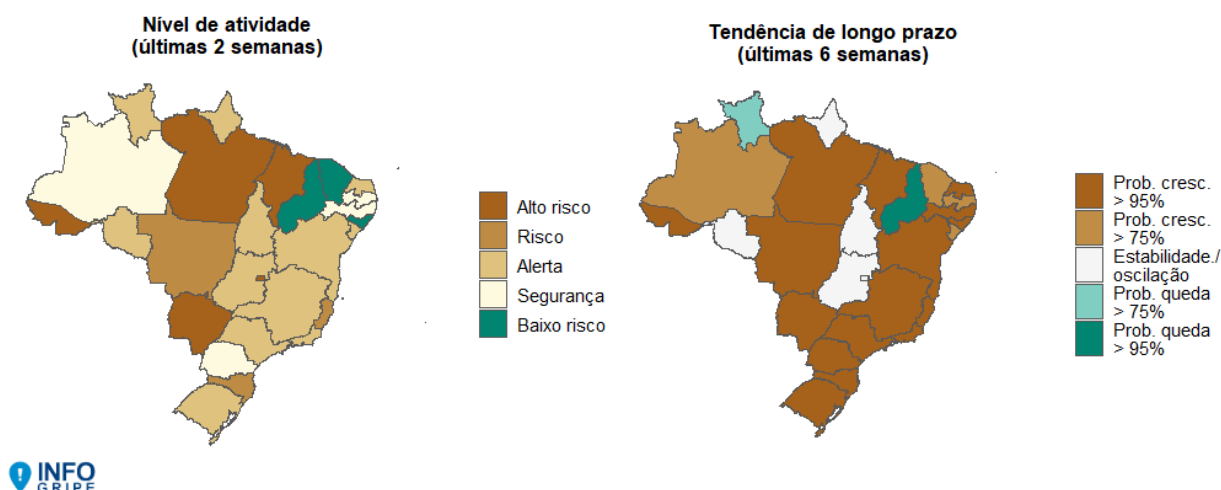 Nível de atividade
(últimas 2 semanas)
Alto risco
Risco
Alerta
Segurança
Baixo risco
Tendência de longo prazo
(últimas 6 semanas)
Prob. cresc.
> 95%
Prob. cresc.
> 75%
Estabilidade./
oscilação
Prob. queda
> 75%
Prob. queda
> 95%
INFO
GRIPE